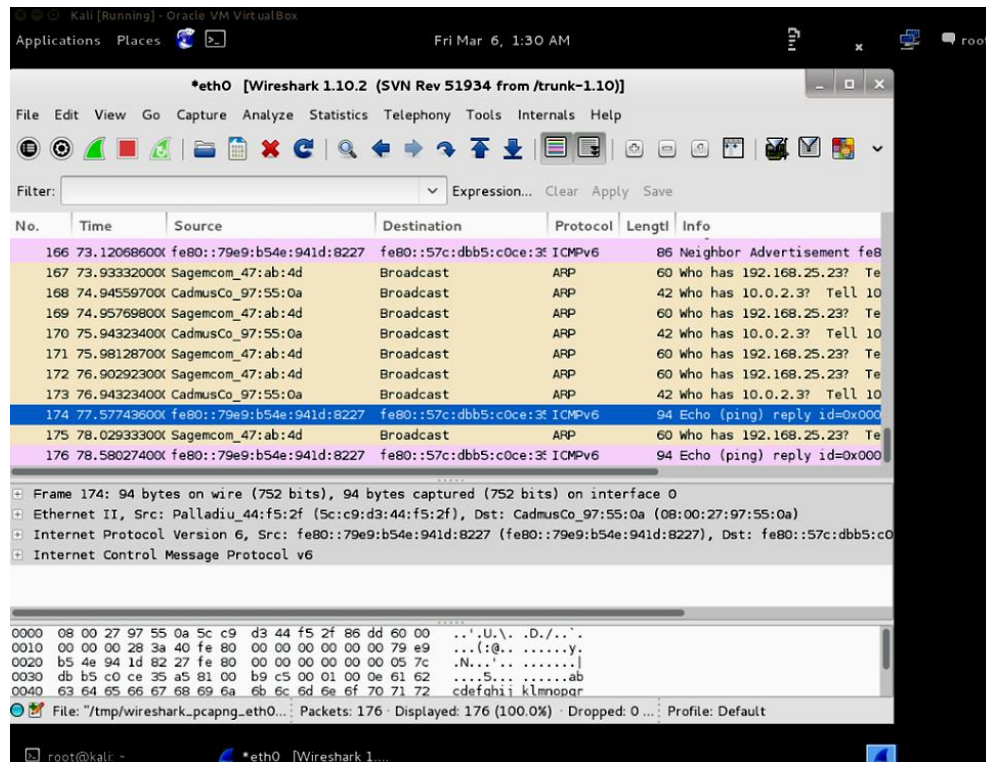 Kali [Running] - Oracle VM VirtualBox
Applications Places Fri Mar 6, 1:30 AM root
*eth0 [Wireshark 1.10.2 (SVN Rev 51934 from /trunk-1.10)]
File Edit View Go Capture Analyze Statistics Telephony Tools Internals Help
Filter: Expression... Clear Apply Save
No. Time Source Destination Protocol Lengtl Info
166 73.12068600( fe80::79e9:b54e:941d:8227 fe80::57c:dbb5:c0ce:35 ICMPv6 86 Neighbor Advertisement fe8
167 73.93332000( Sagemcom_47:ab:4d Broadcast ARP 60 Who has 192.168.25.23? Te
168 74.94559700( CadmusCo_97:55:0a Broadcast ARP 42 Who has 10.0.2.3? Tell 10
169 74.95769800( Sagemcom_47:ab:4d Broadcast ARP 60 Who has 192.168.25.23? Te
170 75.94323400( CadmusCo_97:55:0a Broadcast ARP 42 Who has 10.0.2.3? Tell 10
171 75.98128700( Sagemcom_47:ab:4d Broadcast ARP 60 Who has 192.168.25.23? Te
172 76.90292300( Sagemcom_47:ab:4d Broadcast ARP 60 Who has 192.168.25.23? Te
173 76.94323400( CadmusCo_97:55:0a Broadcast ARP 42 Who has 10.0.2.3? Tell 10
174 77.57743600( fe80::79e9:b54e:941d:8227 fe80::57c:dbb5:c0ce:35 ICMPv6 94 Echo (ping) reply id=0x000
175 78.02933300( Sagemcom_47:ab:4d Broadcast ARP 60 Who has 192.168.25.23? Te
176 78.58027400( fe80::79e9:b54e:941d:8227 fe80::57c:dbb5:c0ce:35 ICMPv6 94 Echo (ping) reply id=0x000
Frame 174: 94 bytes on wire (752 bits), 94 bytes captured (752 bits) on interface 0
Ethernet II, Src: Palladiu_44:f5:2f (5c:c9:d3:44:f5:2f), Dst: CadmusCo_97:55:0a (08:00:27:97:55:0a)
Internet Protocol Version 6, Src: fe80::79e9:b54e:941d:8227 (fe80::79e9:b54e:941d:8227), Dst: fe80::57c:dbb5:c0
Internet Control Message Protocol v6
0000 08 00 27 97 55 0a 5c c9 d3 44 f5 2f 86 dd 60 00 ..'.U.\. .D./..`.
0010 00 00 00 28 3a 40 fe 80 00 00 00 00 00 00 79 e9 ...(:@.. ......y.
0020 b5 4e 94 1d 82 27 fe 80 00 00 00 00 00 00 05 7c .N...'.. .......|
0030 db b5 c0 ce 35 a5 81 00 b9 c5 00 01 00 0e 61 62 ....5... ......ab
0040 63 64 65 66 67 68 69 6a 6b 6c 6d 6e 6f 70 71 72 cdefghij klmnopqr
File: "/tmp/wireshark_pcapng_eth0... Packets: 176 · Displayed: 176 (100.0%) · Dropped: 0 ... Profile: Default
root@kali: ~ *eth0 [Wireshark 1....